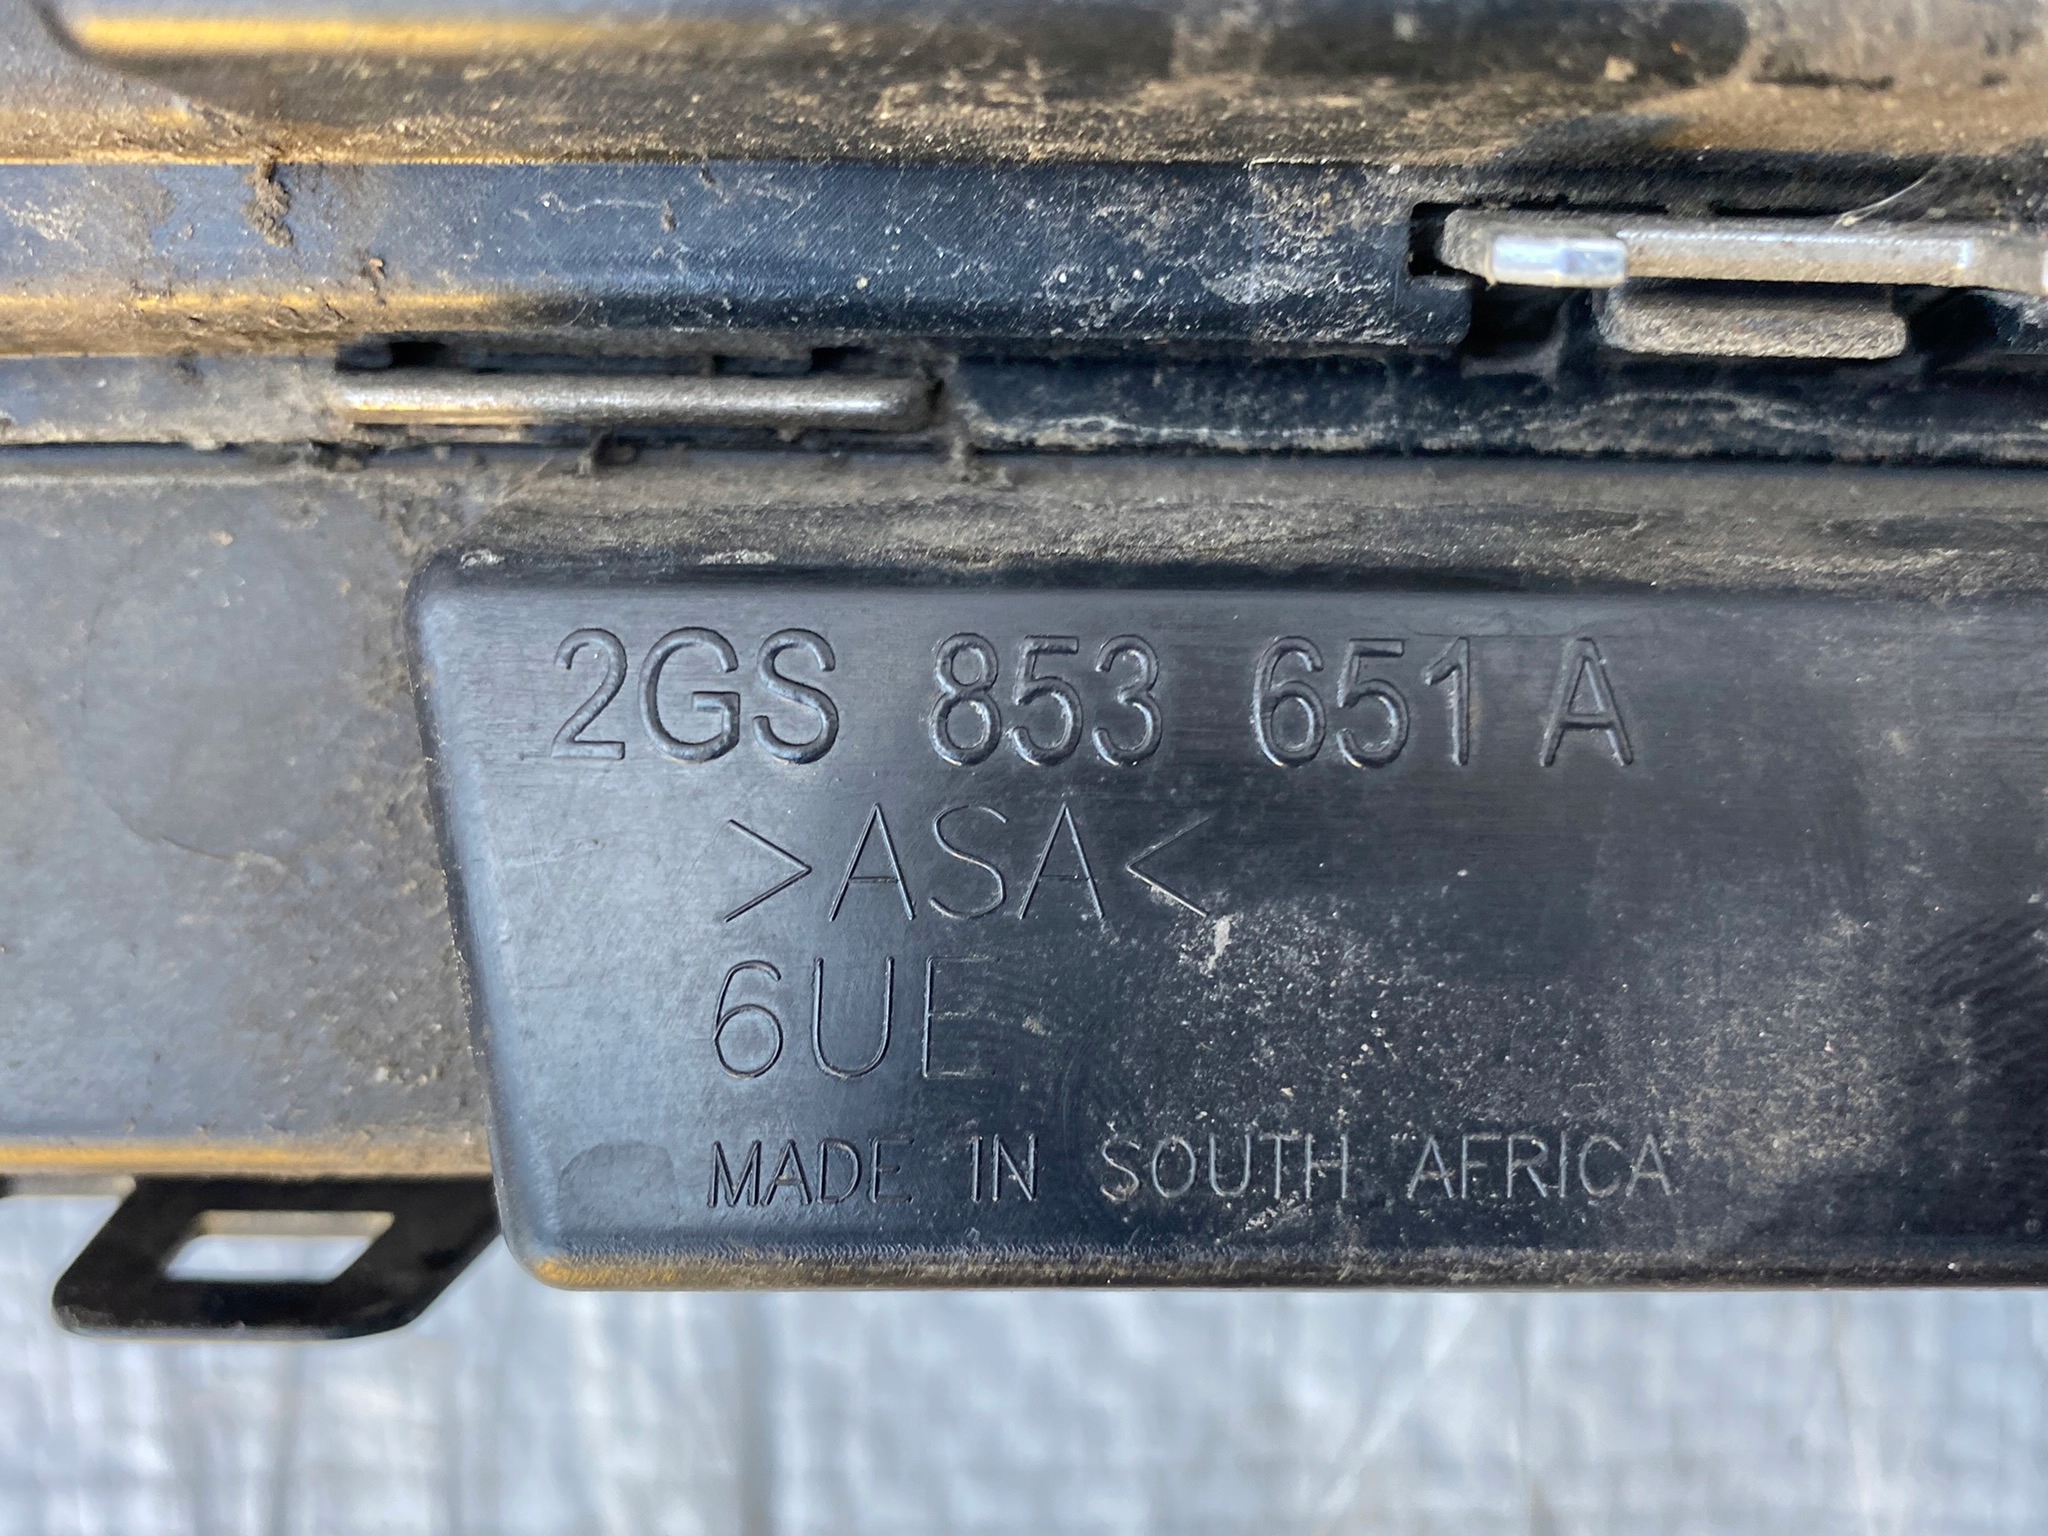 2GS 853 651 A
>ASA<
6UE
MADE IN SOUTH AFRICA